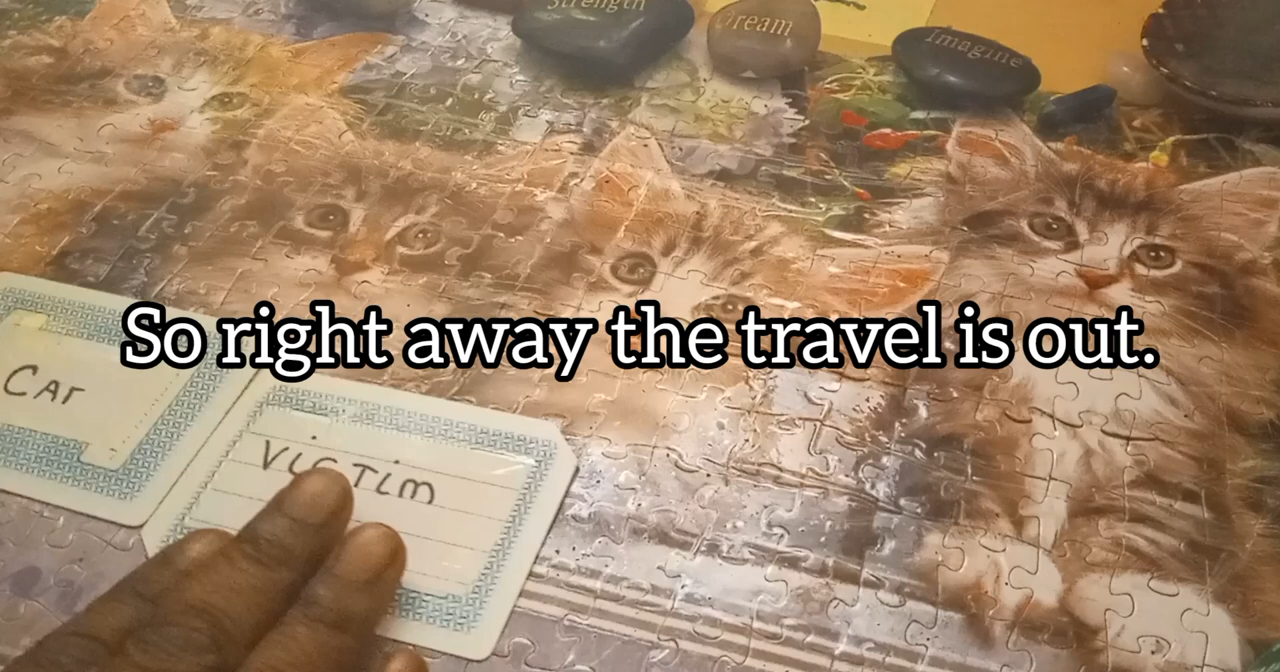 Strength
Dream
Imagine
So right away the travel is out.
Car
Victim